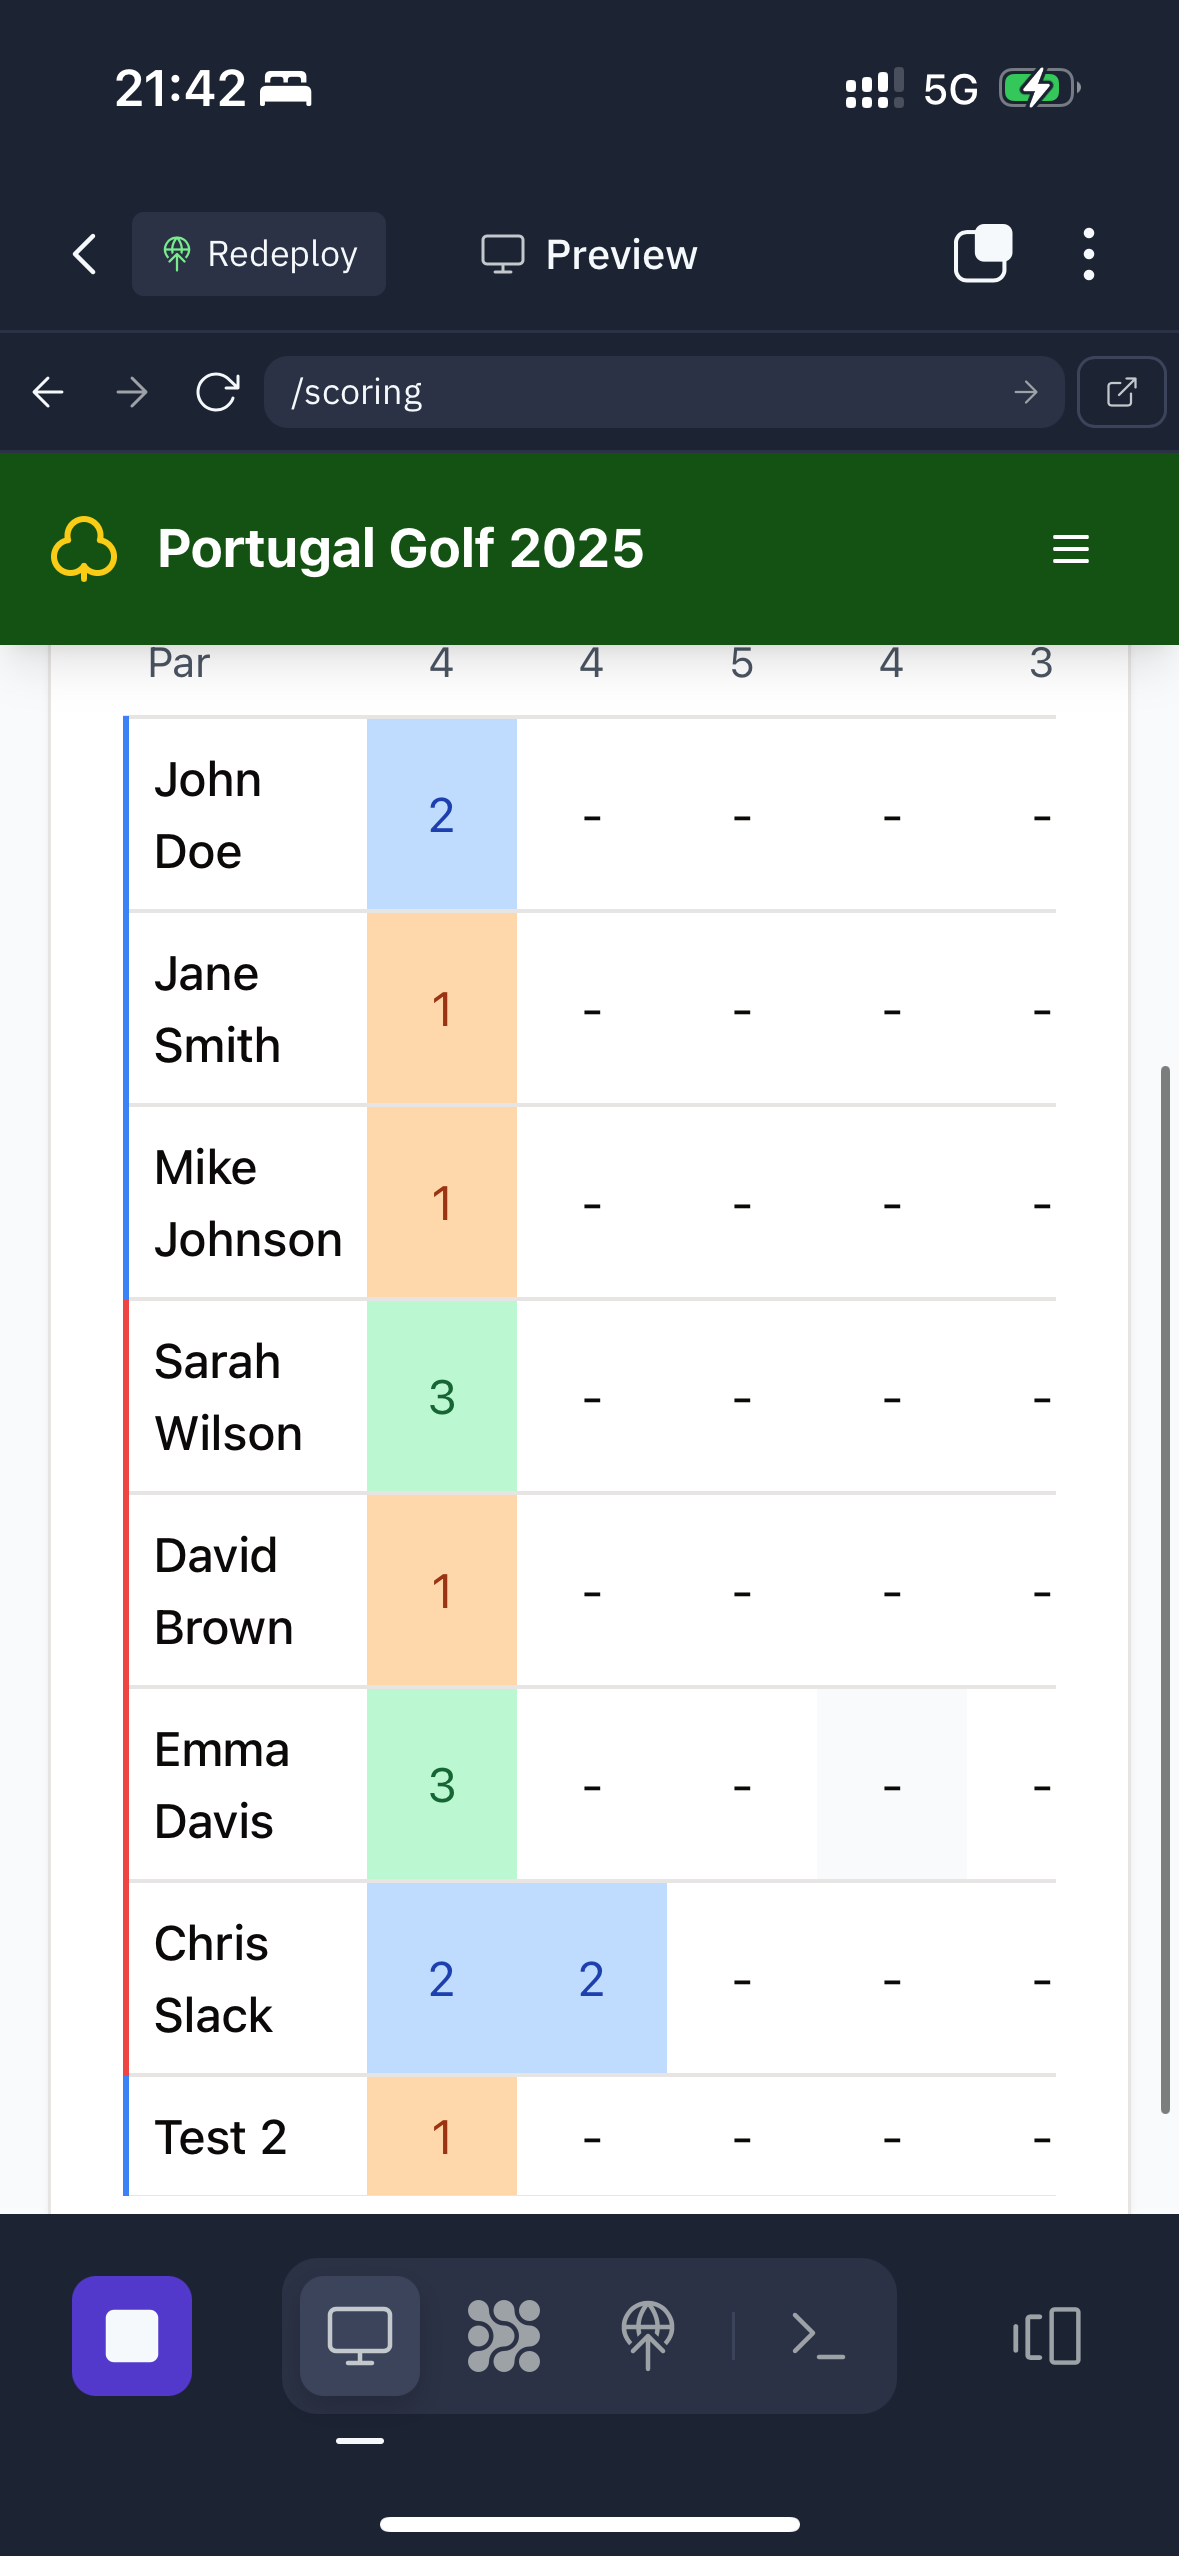 21:42 5G
Redeploy Preview
/scoring
Portugal Golf 2025
Par 4 4 5 4 3
John
Doe
2 - - - -
Jane
Smith
1 - - - -
Mike
Johnson
1 - - - -
Sarah
Wilson
3 - - - -
David
Brown
1 - - - -
Emma
Davis
3 - - - -
Chris
Slack
2 2 - - -
Test 2 1 - - - -